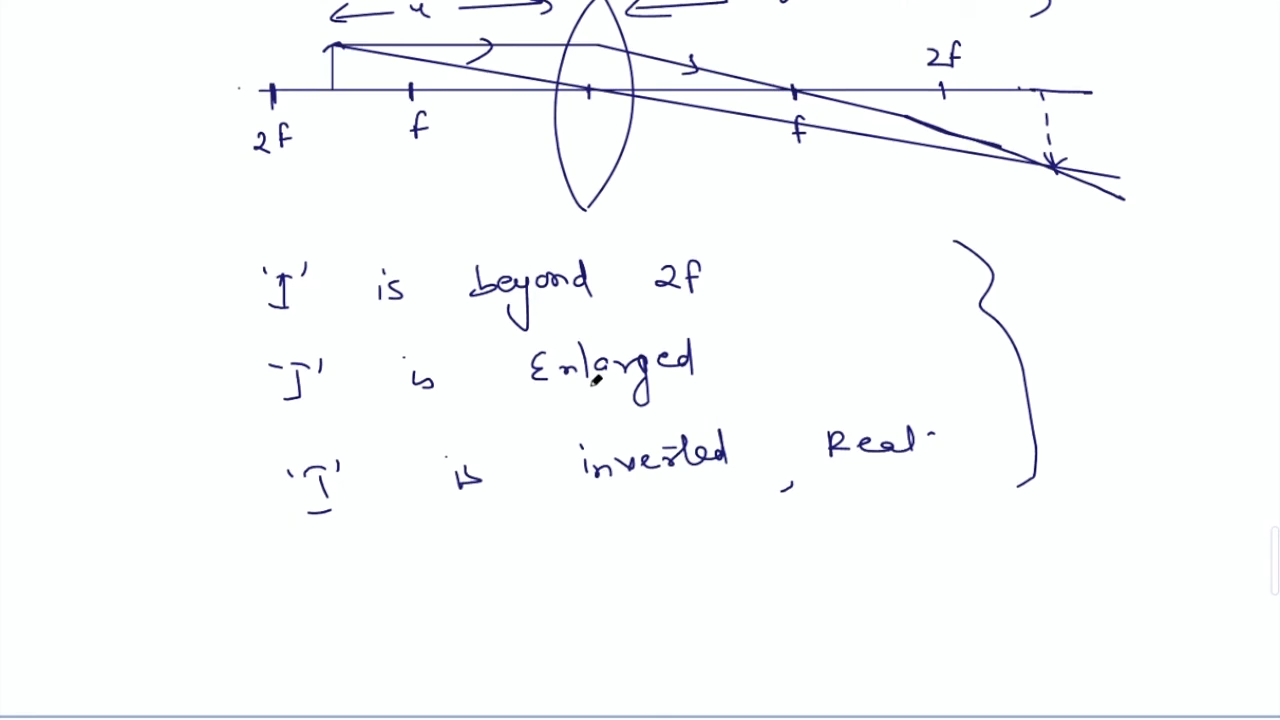 u
2f
2f
f
f
'I' is beyond 2f
'I' is Enlarged
'I' is inverted , Real.